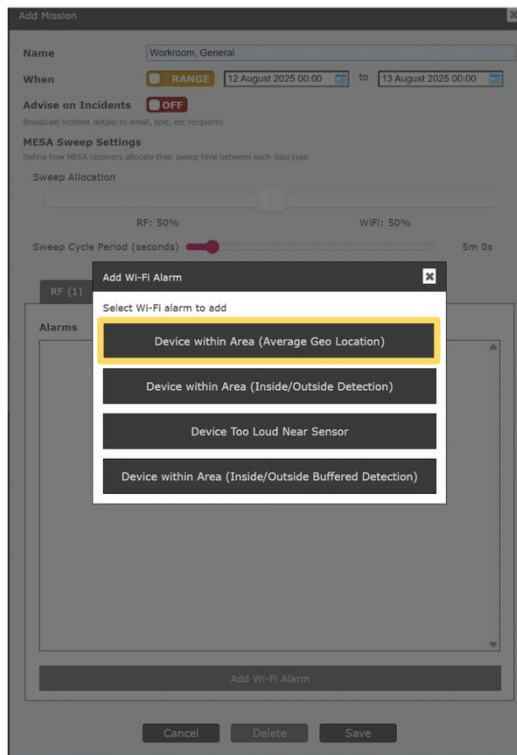 Add Mission
Name Workroom, General
When RANGE 12 August 2025 00:00 to 13 August 2025 00:00
Advise on Incidents OFF
Broadcast incident details to email, text, etc recipients
MESA Sweep Settings
Define how MESA receivers allocate their sweep time between each data type
Sweep Allocation
RF: 50% WiFi: 50%
Sweep Cycle Period (seconds) 5m 0s
Add Wi-Fi Alarm
RF (1)
Select Wi-Fi alarm to add
Alarms
Device within Area (Average Geo Location)
Device within Area (Inside/Outside Detection)
Device Too Loud Near Sensor
Device within Area (Inside/Outside Buffered Detection)
Add Wi-Fi Alarm
Cancel Delete Save